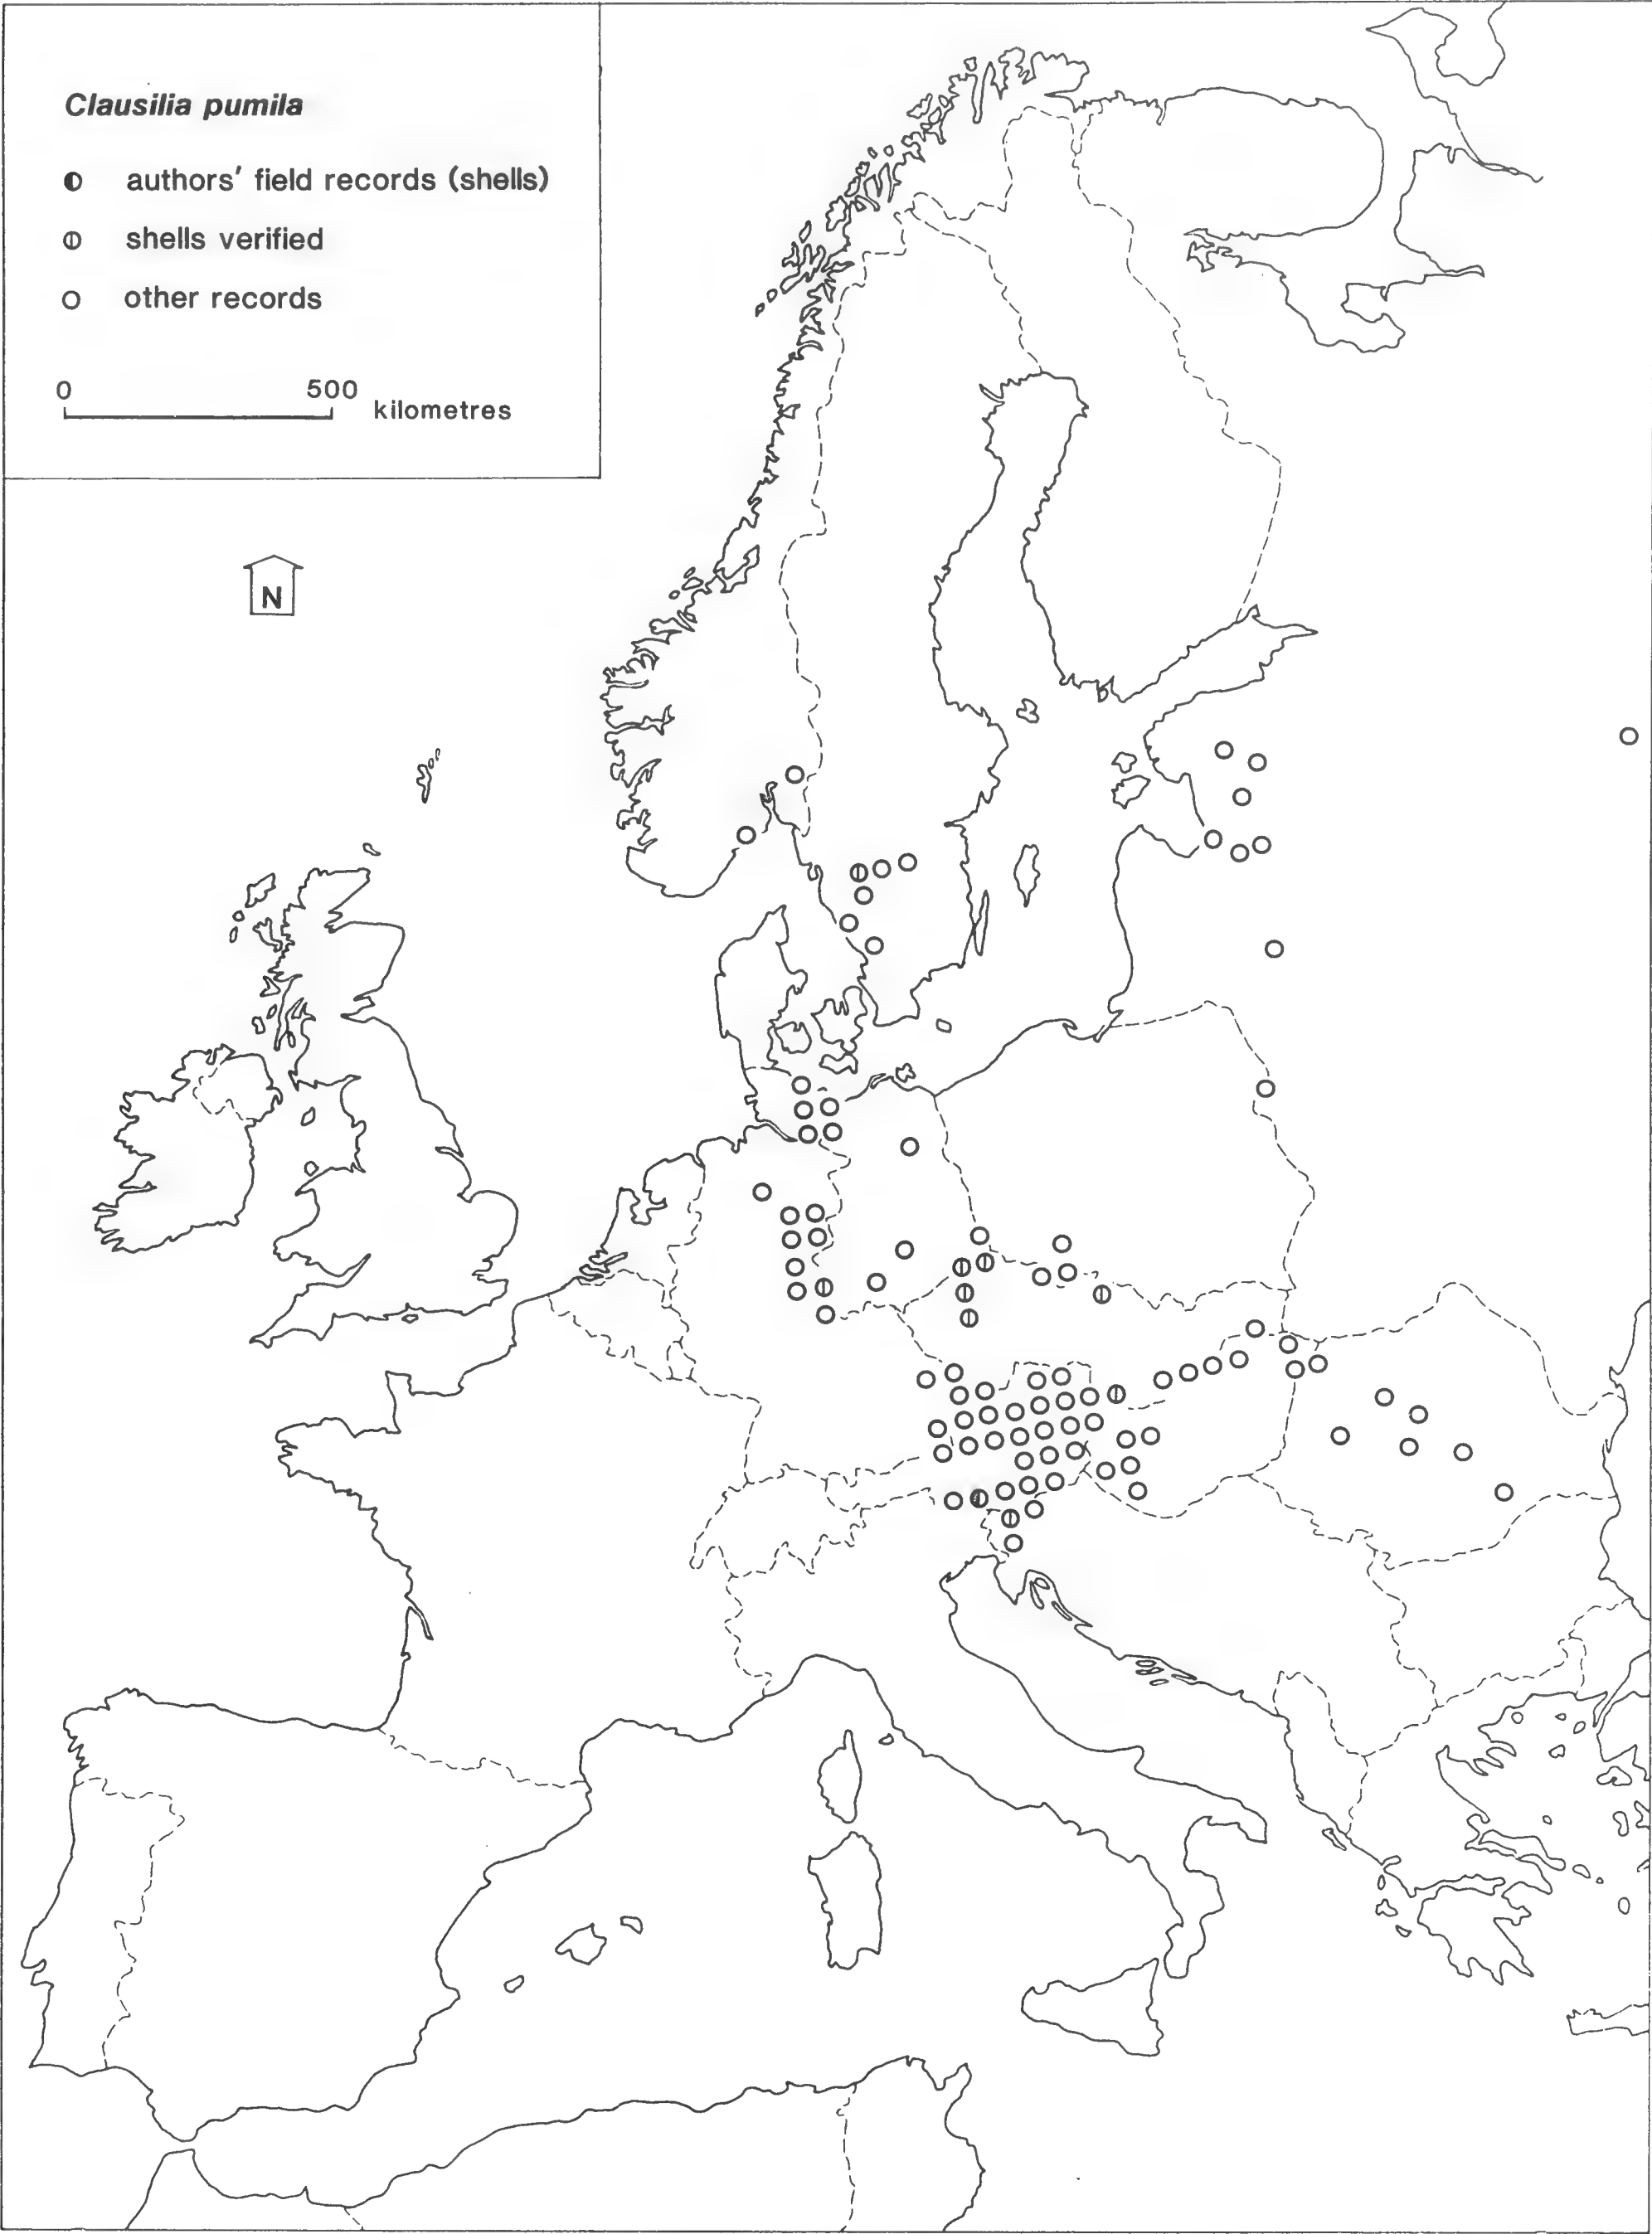 Clausilia pumila
authors' field records (shells)
shells verified
other records
0 500
kilometres
N